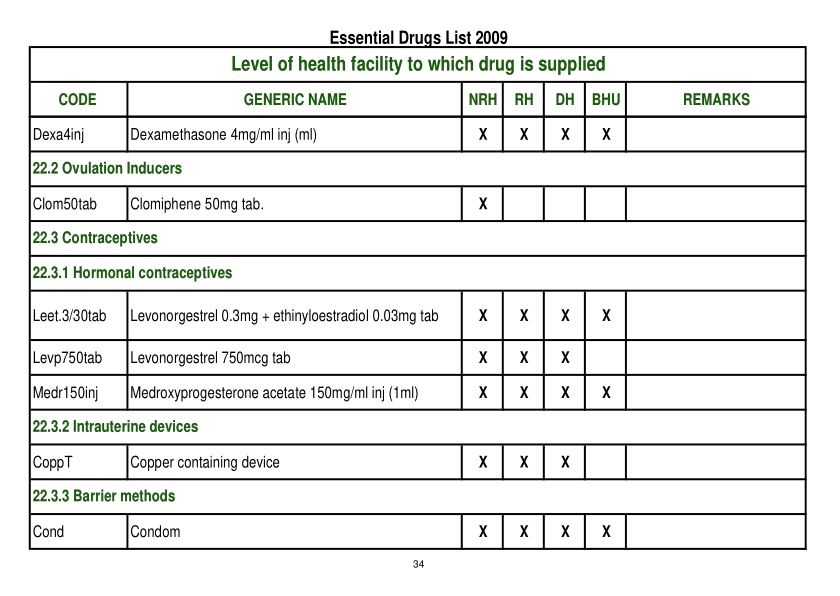 Essential Drugs List 2009
Level of health facility to which drug is supplied
CODE GENERIC NAME NRH RH DH BHU REMARKS
Dexa4inj Dexamethasone 4mg/ml inj (ml) X X X X
22.2 Ovulation Inducers
Clom50tab Clomiphene 50mg tab. X
22.3 Contraceptives
22.3.1 Hormonal contraceptives
Leet.3/30tab Levonorgestrel 0.3mg + ethinyloestradiol 0.03mg tab X X X X
Levp750tab Levonorgestrel 750mcg tab X X X
Medr150inj Medroxyprogesterone acetate 150mg/ml inj (1ml) X X X X
22.3.2 Intrauterine devices
CoppT Copper containing device X X X
22.3.3 Barrier methods
Cond Condom X X X X
34